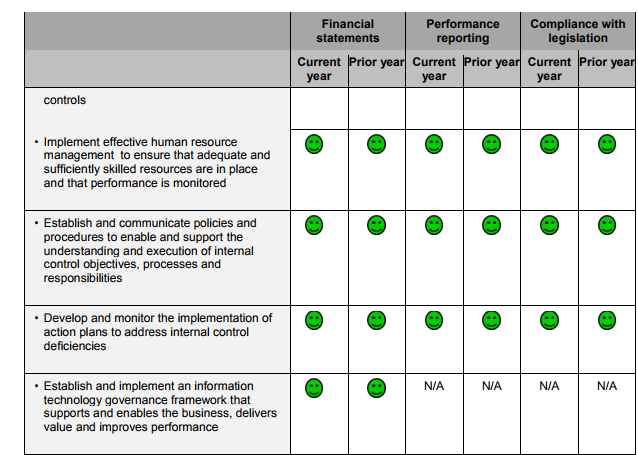 Financial statements
Performance reporting
Compliance with legislation
Current year
Prior year
Current year
Prior year
Current year
Prior year
controls
• Implement effective human resource
management to ensure that adequate and
sufficiently skilled resources are in place
and that performance is monitored
• Establish and communicate policies and
procedures to enable and support the
understanding and execution of internal
control objectives, processes and
responsibilities
• Develop and monitor the implementation of
action plans to address internal control
deficiencies
• Establish and implement an information
technology governance framework that
supports and enables the business, delivers
value and improves performance
N/A
N/A
N/A
N/A